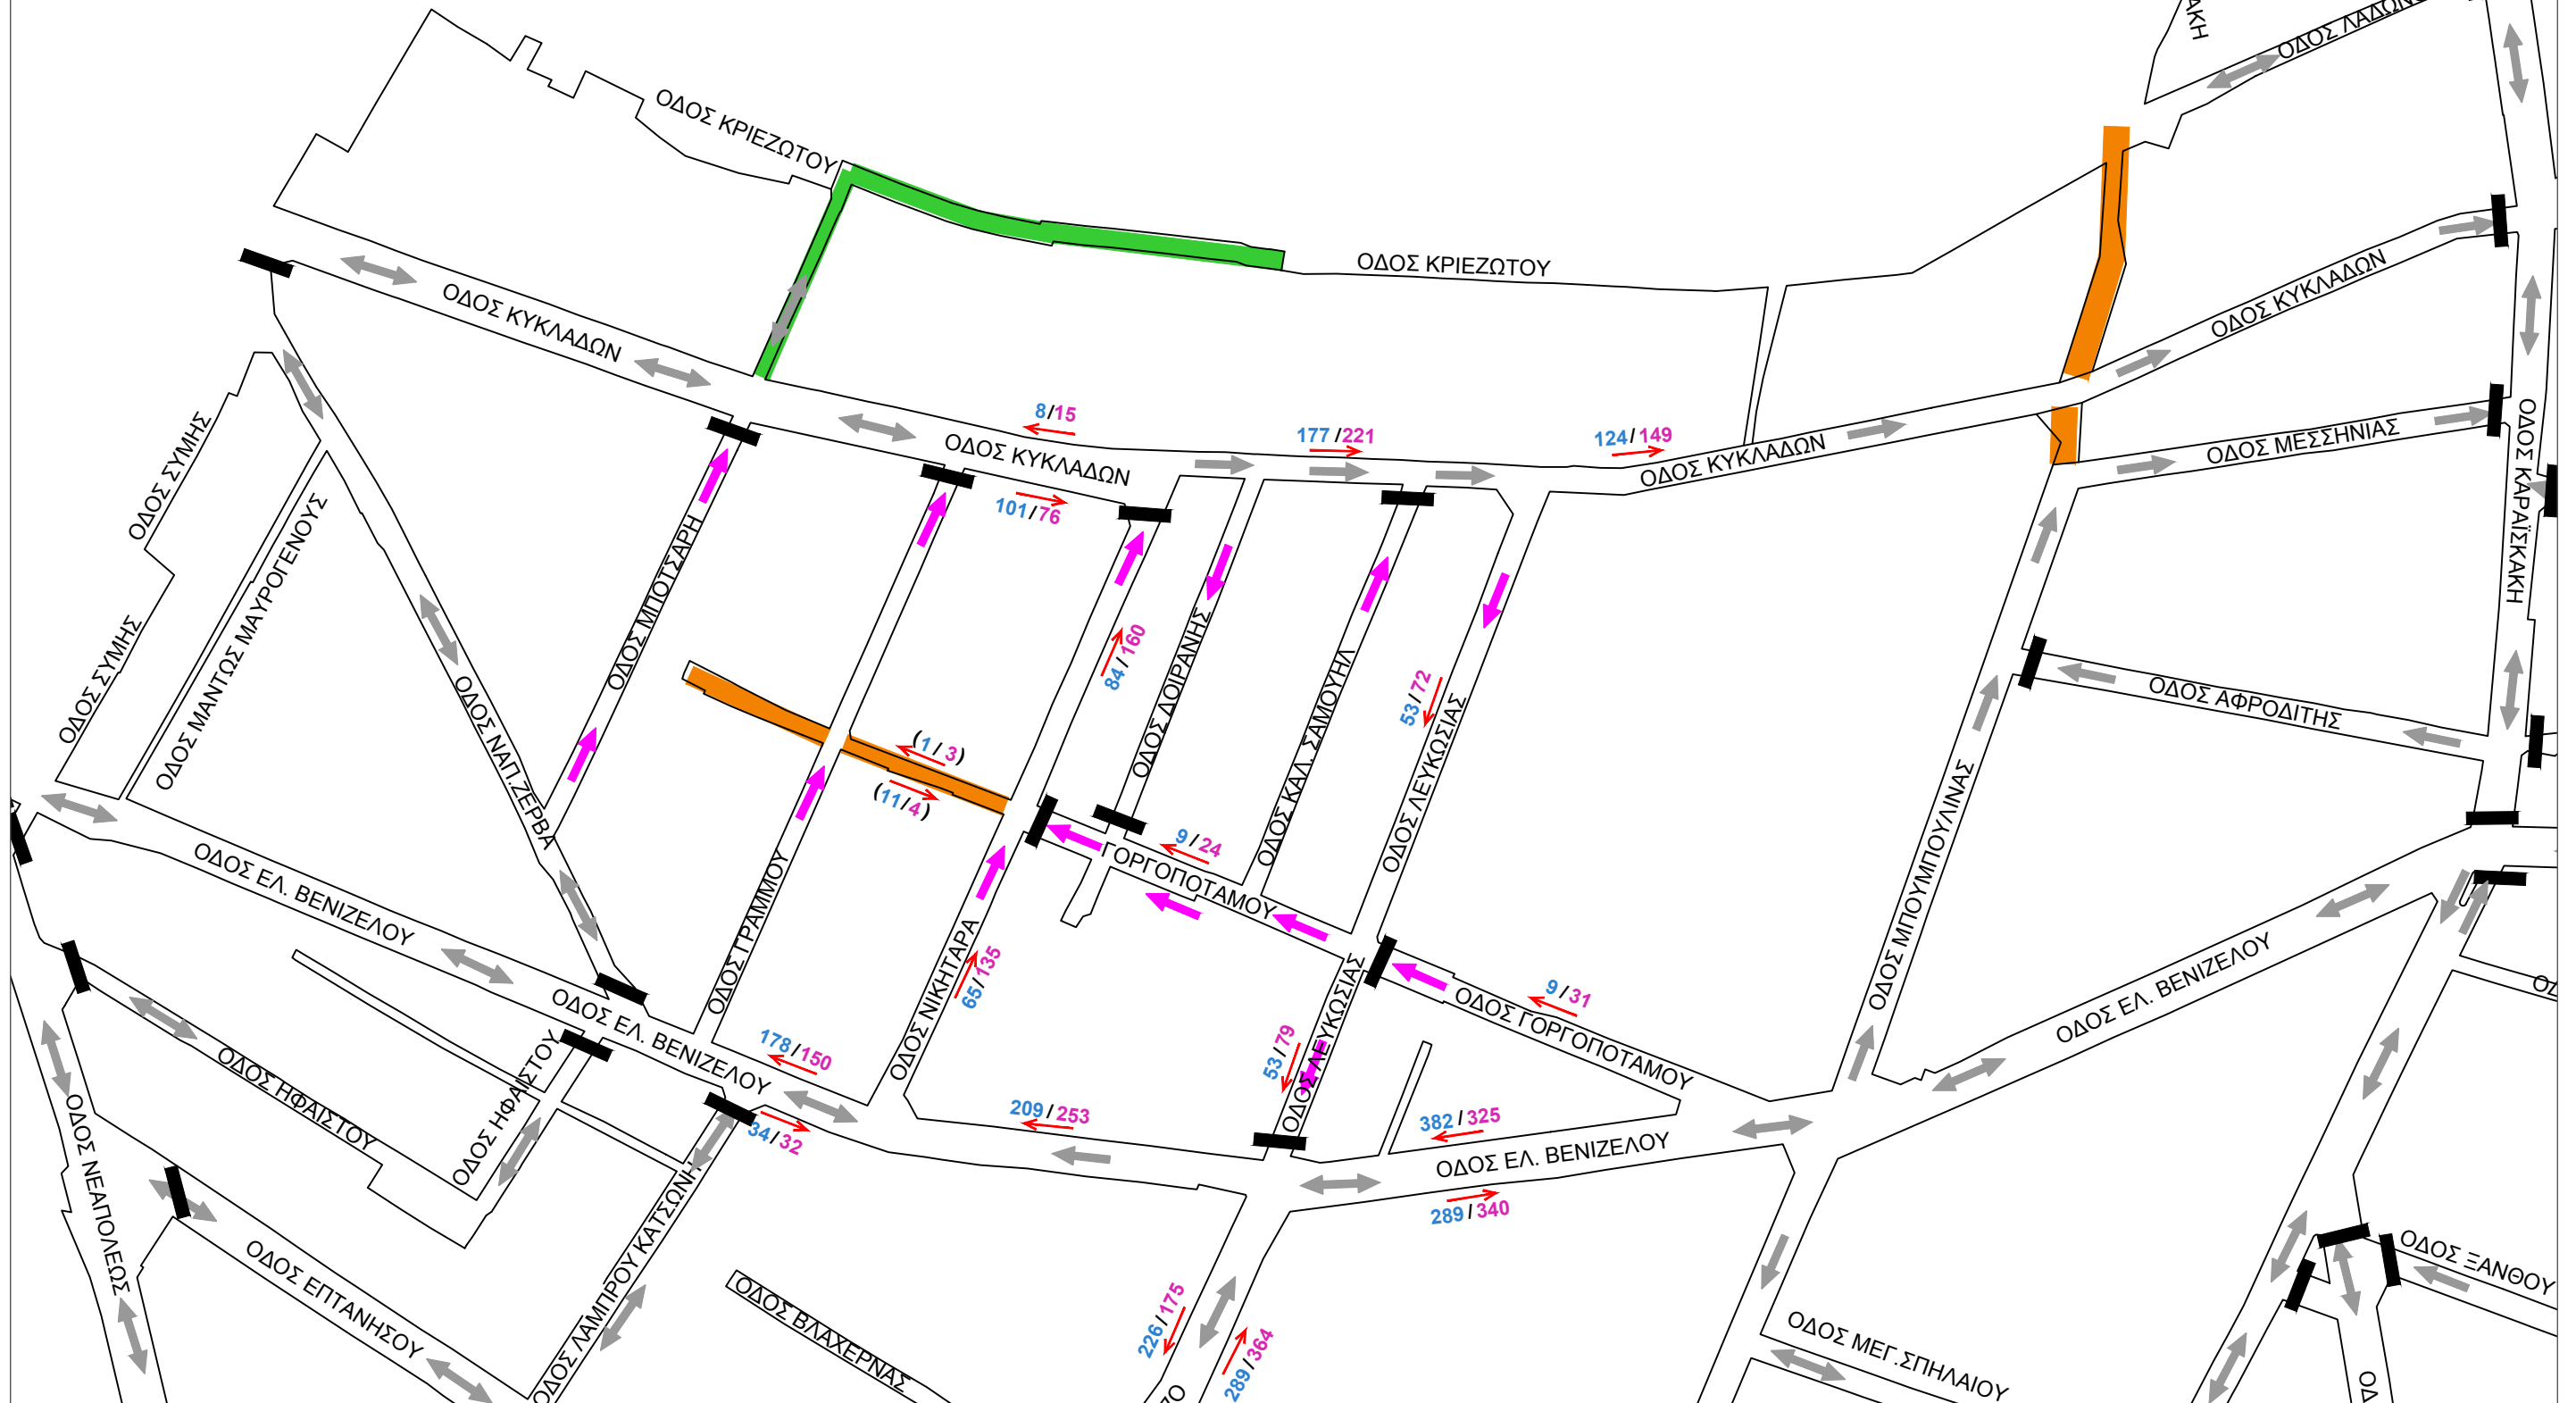 ΑΚΗ
ΟΔΟΣ ΛΑΔΩΝ
ΟΔΟΣ ΚΡΙΕΖΩΤΟΥ
ΟΔΟΣ ΚΡΙΕΖΩΤΟΥ
ΟΔΟΣ ΚΥΚΛΑΔΩΝ
ΟΔΟΣ ΚΥΚΛΑΔΩΝ
8/15
177/221
124/149
ΟΔΟΣ ΚΥΚΛΑΔΩΝ
ΟΔΟΣ ΚΥΚΛΑΔΩΝ
101/76
ΟΔΟΣ ΜΕΣΣΗΝΙΑΣ
ΟΔΟΣ ΚΑΡΑΪΣΚΑΚΗ
ΟΔΟΣ ΣΥΜΗΣ
ΟΔΟΣ ΣΥΜΗΣ
ΟΔΟΣ ΜΑΝΤΩΣ ΜΑΥΡΟΓΕΝΟΥΣ
ΟΔΟΣ ΝΑΠ.ΖΕΡΒΑ
ΟΔΟΣ ΜΠΟΤΣΑΡΗ
84/160
ΟΔΟΣ ΔΟΙΡΑΝΗΣ
ΟΔΟΣ ΚΑΛ. ΣΑΜΟΥΗΛ
53/72
ΟΔΟΣ ΛΕΥΚΩΣΙΑΣ
ΟΔΟΣ ΑΦΡΟΔΙΤΗΣ
(1/3)
(11/4)
9/24
ΓΟΡΓΟΠΟΤΑΜΟΥ
ΟΔΟΣ ΜΠΟΥΜΠΟΥΛΙΝΑΣ
ΟΔΟΣ ΕΛ. ΒΕΝΙΖΕΛΟΥ
ΟΔΟΣ ΓΡΑΜΜΟΥ
ΟΔΟΣ ΝΙΚΗΤΑΡΑ
65/135
9/31
ΟΔΟΣ ΓΟΡΓΟΠΟΤΑΜΟΥ
ΟΔΟΣ ΕΛ. ΒΕΝΙΖΕΛΟΥ
ΟΔΟΣ ΕΛ. ΒΕΝΙΖΕΛΟΥ
178/150
53/79
ΟΔΟΣ ΛΕΥΚΩΣΙΑΣ
ΟΔΟΣ ΗΦΑΙΣΤΟΥ
ΟΔΟΣ ΗΦΑΙΣΤΟΥ
34/32
209/253
382/325
ΟΔΟΣ ΕΛ. ΒΕΝΙΖΕΛΟΥ
289/340
ΟΔΟΣ ΝΕΑΠΟΛΕΩΣ
ΟΔΟΣ ΕΠΤΑΝΗΣΟΥ
ΟΔΟΣ ΛΑΜΠΡΟΥ ΚΑΤΣΩΝΗ
ΟΔΟΣ ΒΛΑΧΕΡΝΑΣ
226/175
289/364
ΟΔΟΣ ΜΕΓ.ΣΠΗΛΑΙΟΥ
ΟΔΟΣ ΞΑΝΘΟΥ
ΟΔ